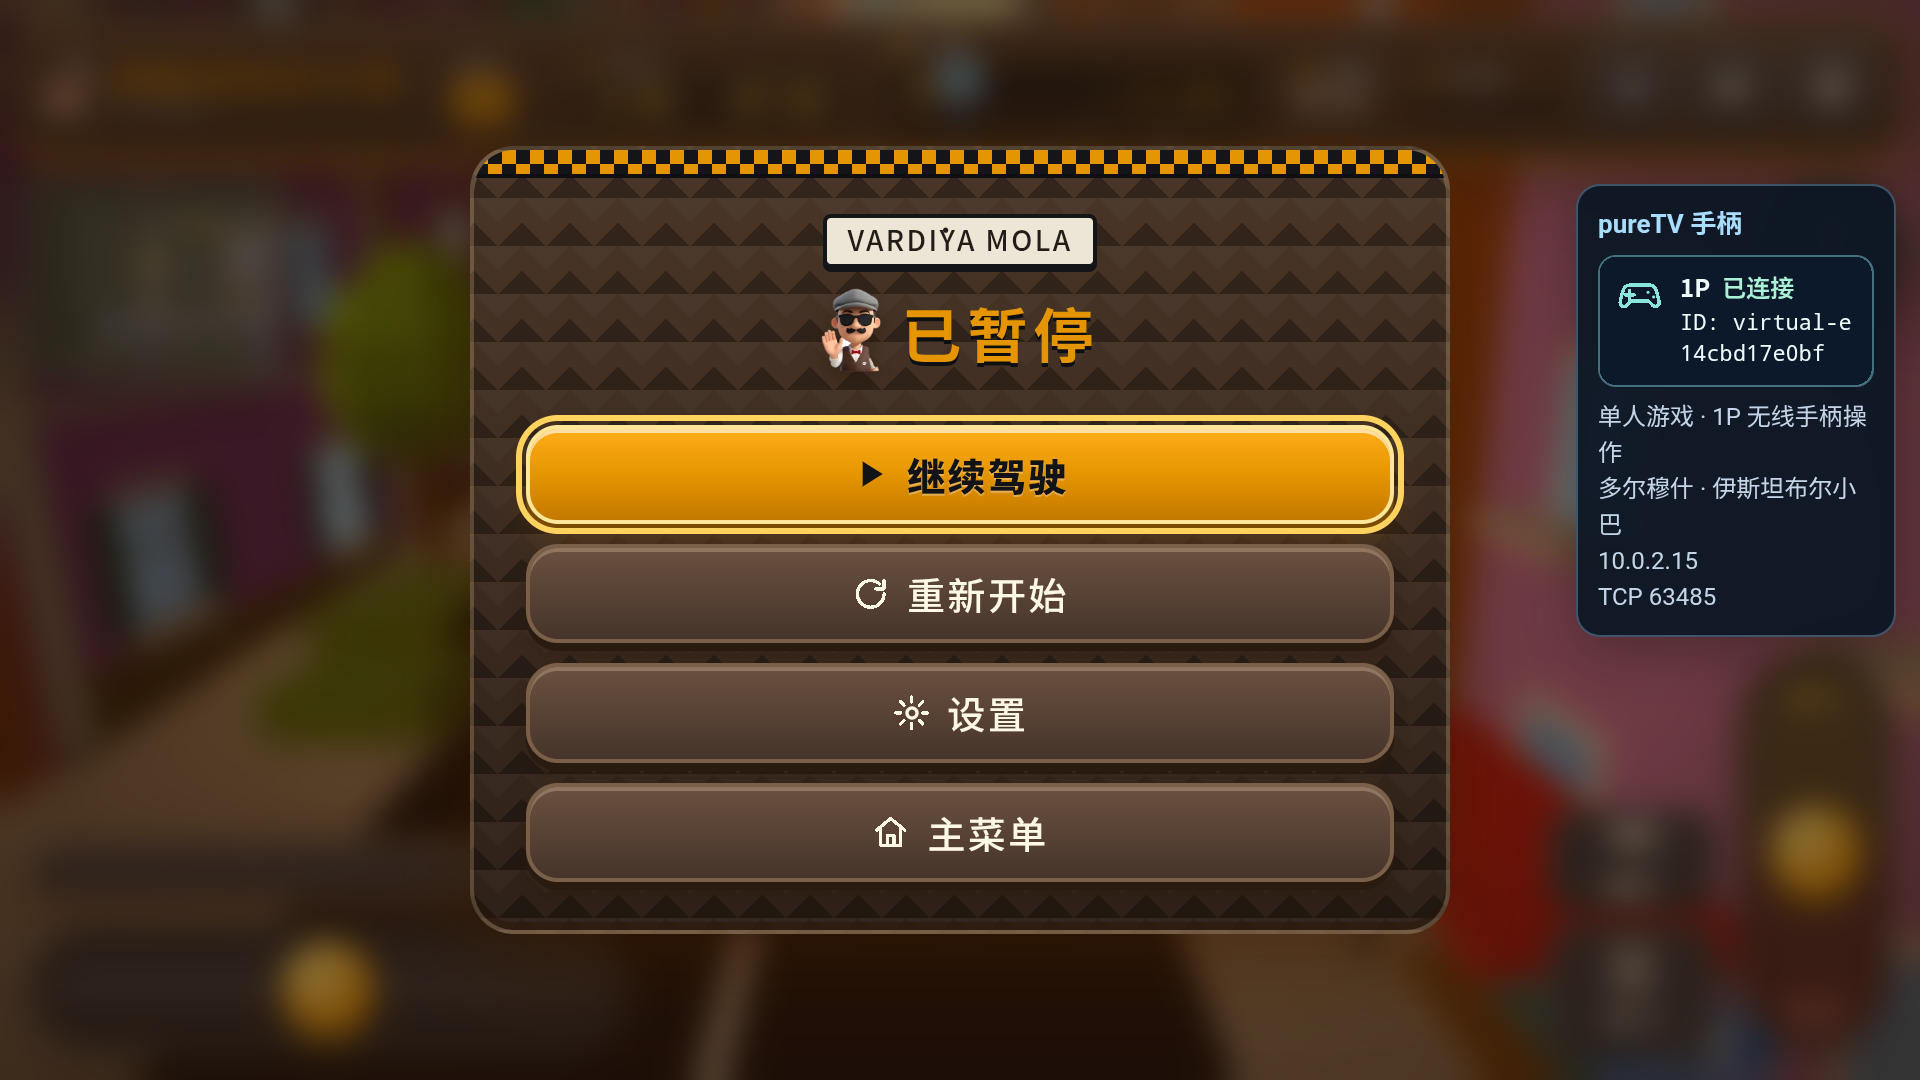 VARDİYA MOLA
已暂停
继续驾驶
重新开始
设置
主菜单
pureTV 手柄
1P 已连接
ID: virtual-e
14cbd17e0bf
单人游戏 · 1P 无线手柄操
作
多尔穆什 · 伊斯坦布尔小
巴
10.0.2.15
TCP 63485